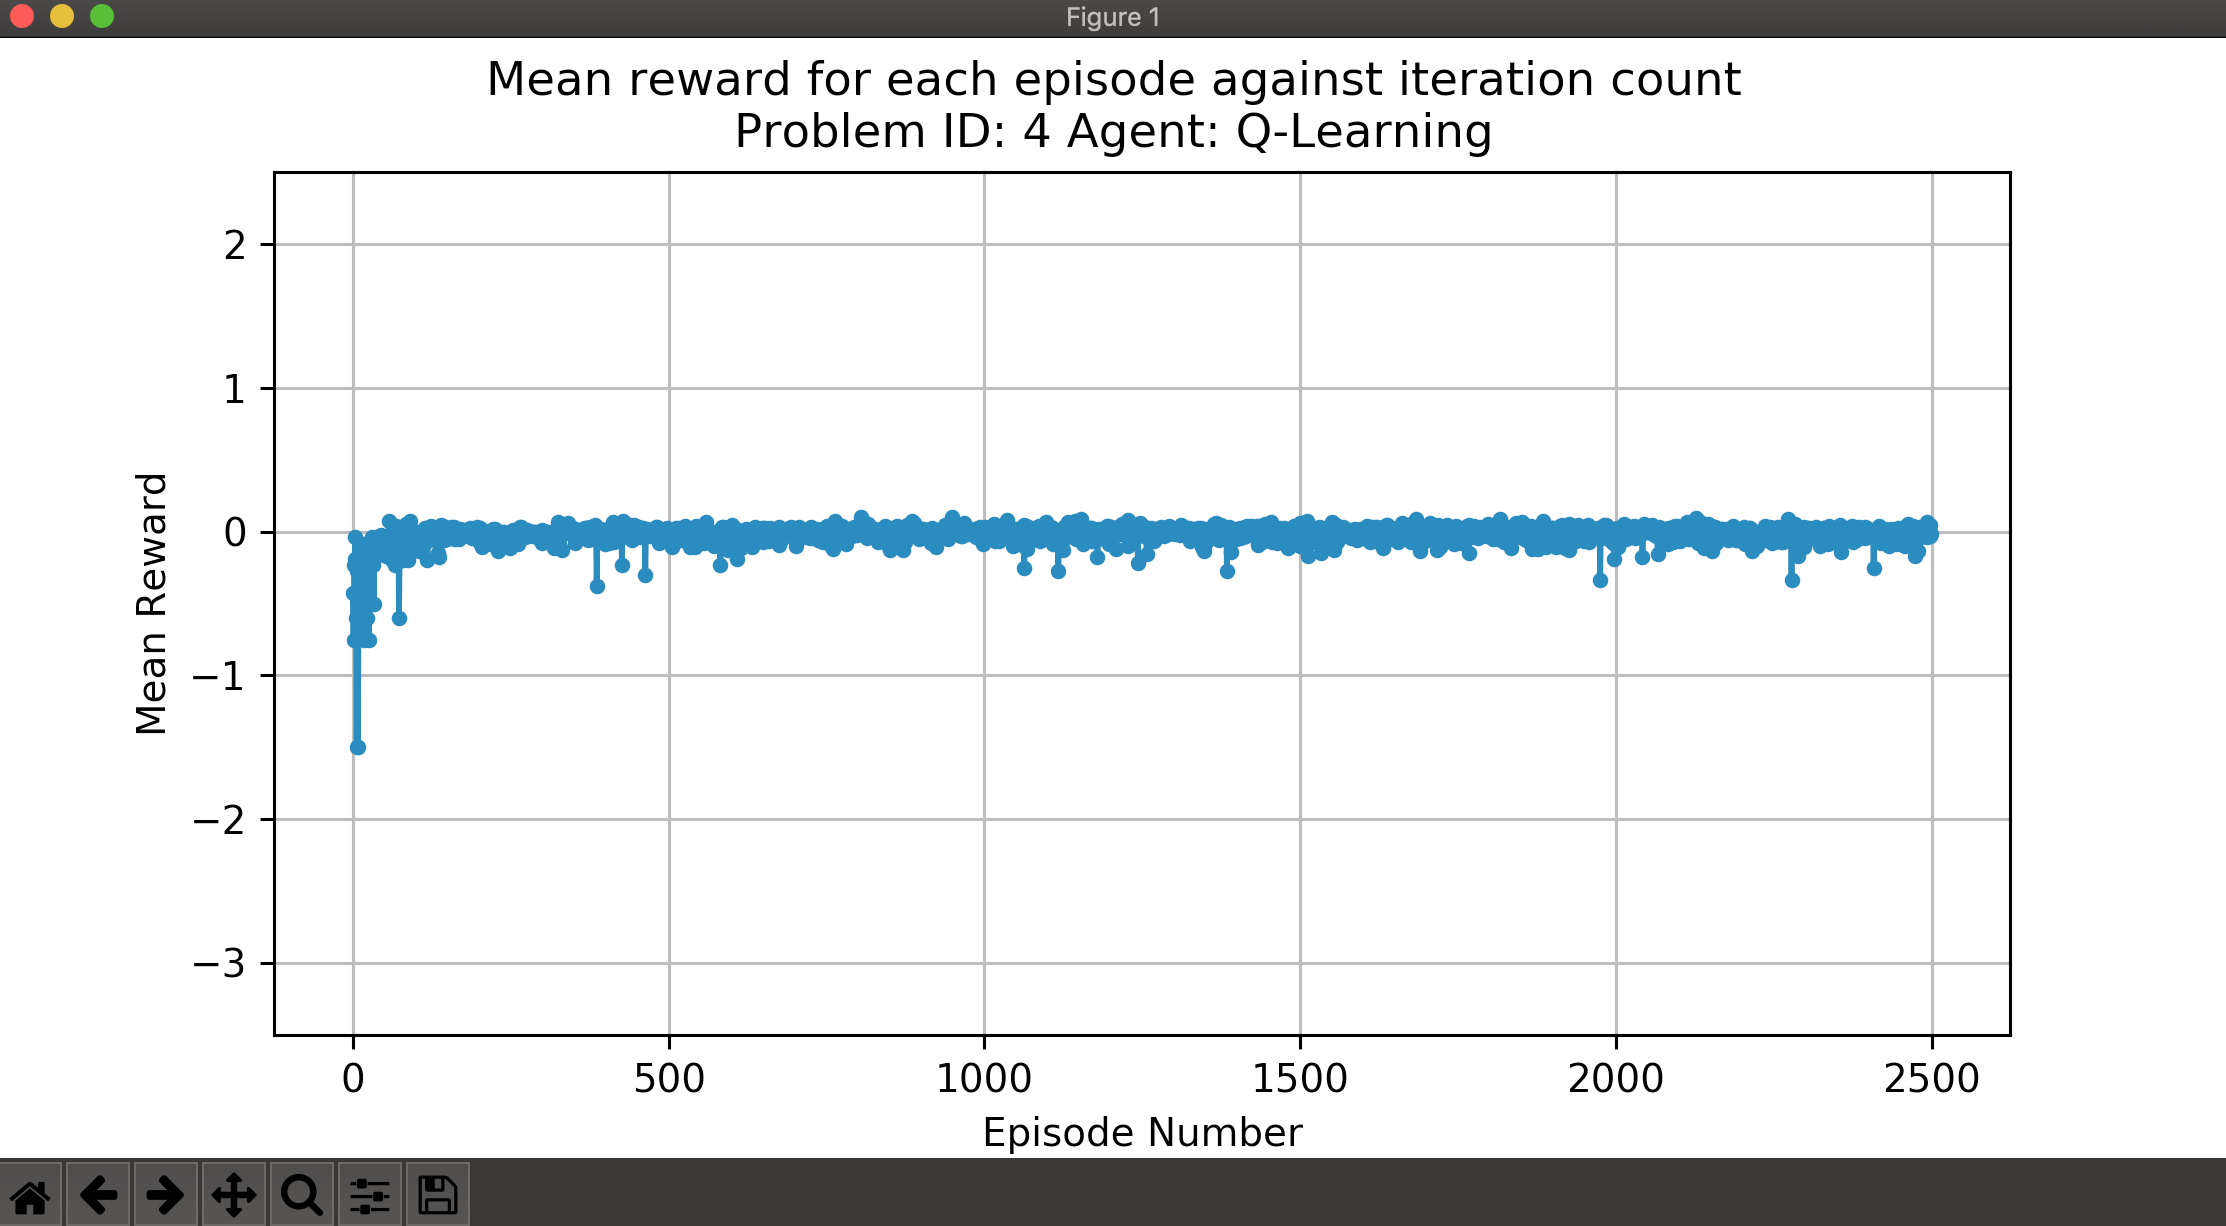 Figure 1
Mean reward for each episode against iteration count
Problem ID: 4 Agent: Q-Learning
2
1
0
−1
−2
−3
Mean Reward
0 500 1000 1500 2000 2500
Episode Number